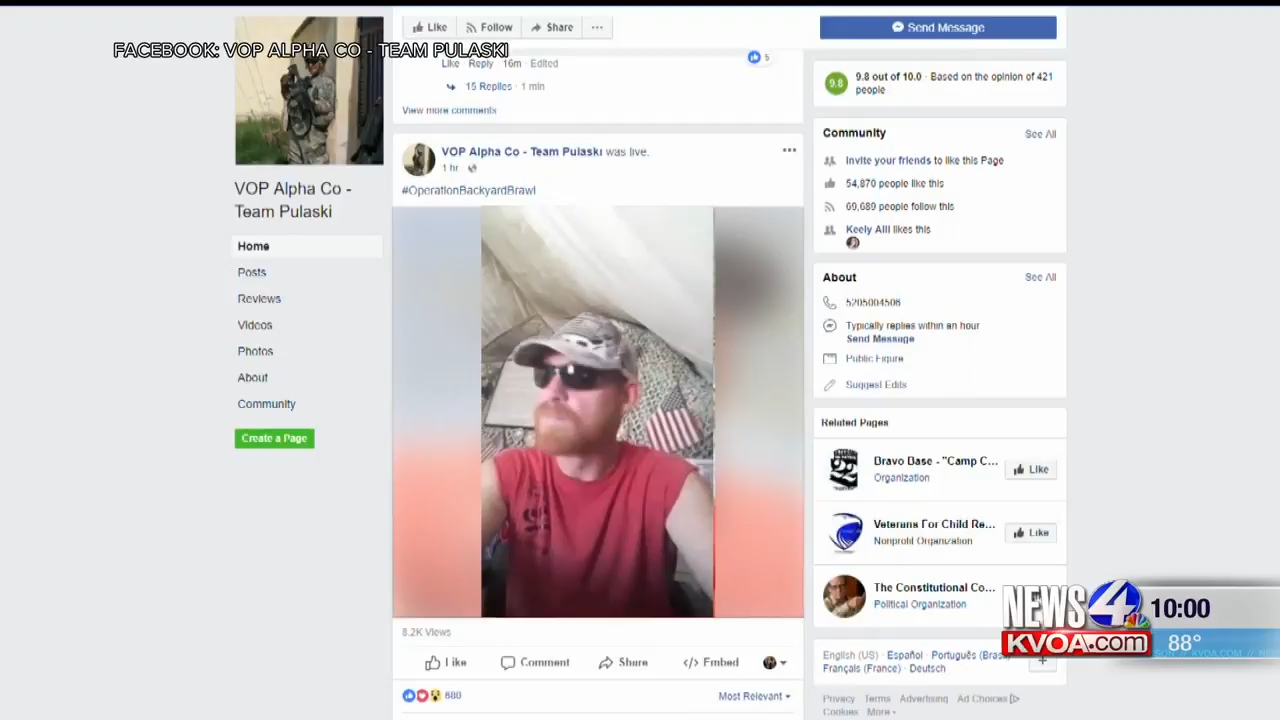 FACEBOOK: VOP ALPHA CO - TEAM PULASKI
VOP Alpha Co -
Team Pulaski
Home
Posts
Reviews
Videos
Photos
About
Community
Create a Page
Like Follow Share ...
Like · Reply · 16m · Edited
5
15 Replies · 1 min
View more comments
VOP Alpha Co - Team Pulaski was live.
1 hr ·
#OperationBackyardBrawl
8.2K Views
Like Comment Share </> Embed
680
Most Relevant
Send Message
9.8
9.8 out of 10.0 · Based on the opinion of 421
people
Community See All
Invite your friends to like this Page
54,870 people like this
69,689 people follow this
Keely Alll likes this
About See All
5205004506
Typically replies within an hour
Send Message
Public Figure
Suggest Edits
Related Pages
Bravo Base - "Camp C...
Organization
Like
Veterans For Child Re...
Nonprofit Organization
Like
The Constitutional Co...
Political Organization
English (US) · Español · Português (Bras
Français (France) · Deutsch
+
Privacy · Terms · Advertising · Ad Choices
Cookies · More
NEWS 4
KVOA.com
10:00
88°